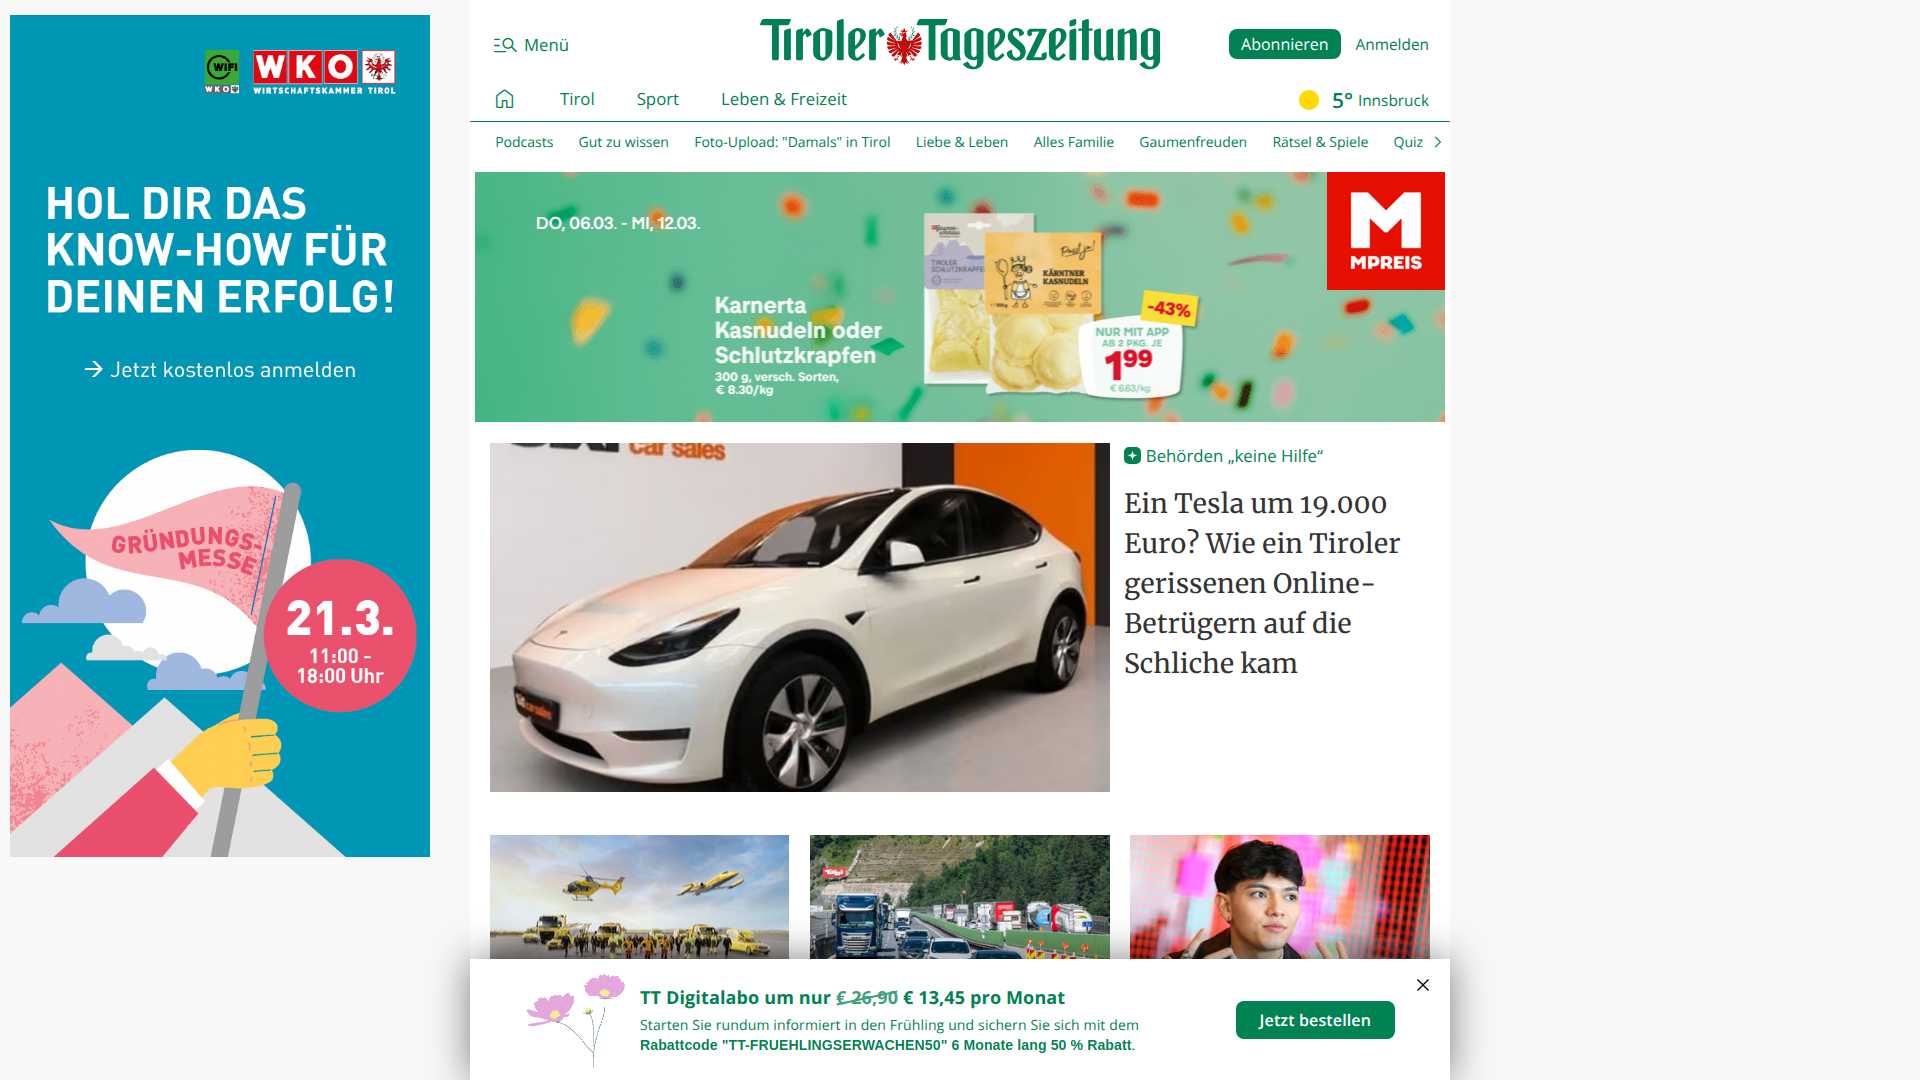 WIFI
WKO
WKO
WIRTSCHAFTSKAMMER TIROL
HOL DIR DAS
KNOW-HOW FÜR
DEINEN ERFOLG!
→ Jetzt kostenlos anmelden
GRÜNDUNGS-
MESSE
21.3.
11:00 -
18:00 Uhr
Menü
Tiroler Tageszeitung
Abonnieren
Anmelden
Tirol
Sport
Leben & Freizeit
5° Innsbruck
Podcasts
Gut zu wissen
Foto-Upload: "Damals" in Tirol
Liebe & Leben
Alles Familie
Gaumenfreuden
Rätsel & Spiele
Quiz
DO, 06.03. - MI, 12.03.
MPREIS
Karnerta
Kasnudeln oder
Schlutzkrapfen
300 g, versch. Sorten,
€ 8.30/kg
TIROLER
SCHLUTZKRAPFEN
KÄRNTNER
KASNUDELN
-43%
NUR MIT APP
AB 2 PKG. JE
1 99
€ 6.63/kg
car sales
Behörden „keine Hilfe“
Ein Tesla um 19.000
Euro? Wie ein Tiroler
gerissenen Online-
Betrügern auf die
Schliche kam
TT Digitalabo um nur € 26,90 € 13,45 pro Monat
Starten Sie rundum informiert in den Frühling und sichern Sie sich mit dem
Rabattcode "TT-FRUEHLINGSERWACHEN50" 6 Monate lang 50 % Rabatt.
Jetzt bestellen